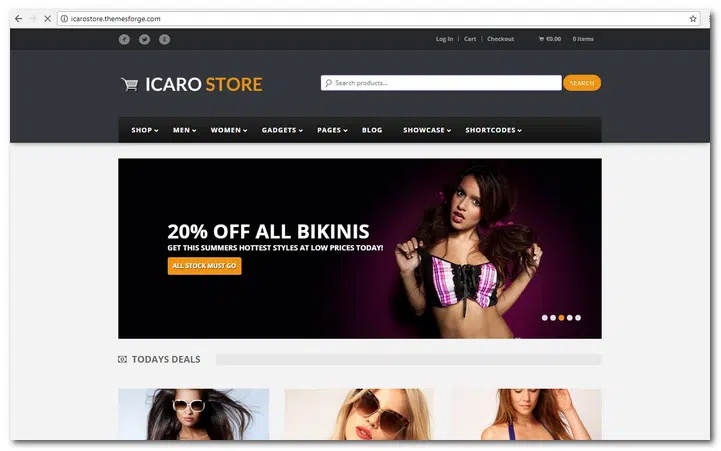 icarostore.themesforge.com
Log In | Cart | Checkout €0.00 0 items
ICARO STORE
Search products...
SEARCH
SHOP MEN WOMEN GADGETS PAGES BLOG SHOWCASE SHORTCODES
20% OFF ALL BIKINIS
GET THIS SUMMERS HOTTEST STYLES AT LOW PRICES TODAY!
ALL STOCK MUST GO
TODAYS DEALS